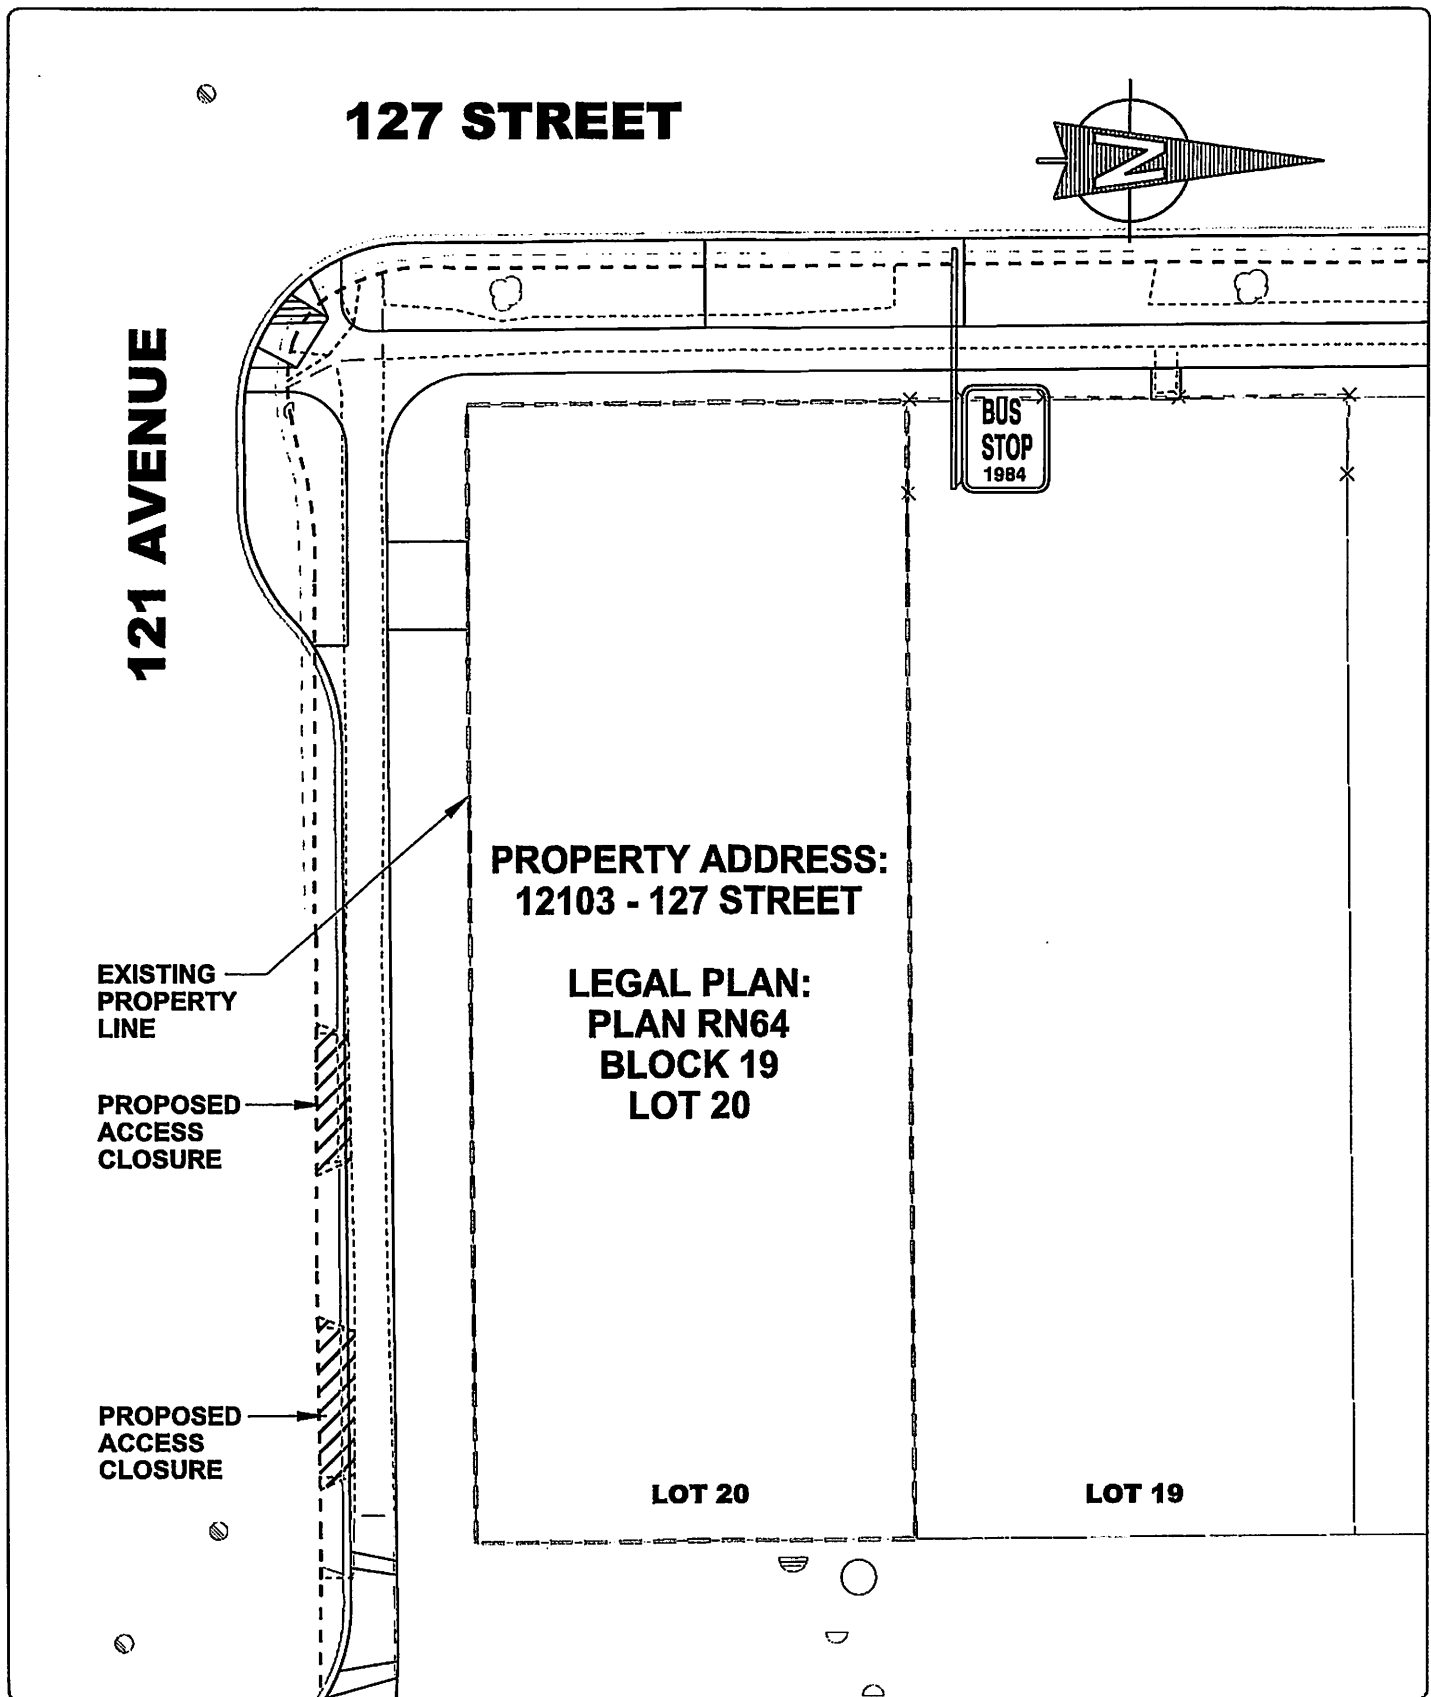 127 STREET
N
121 AVENUE
BUS
STOP
1984
PROPERTY ADDRESS:
12103 - 127 STREET
LEGAL PLAN:
PLAN RN64
BLOCK 19
LOT 20
EXISTING
PROPERTY
LINE
PROPOSED
ACCESS
CLOSURE
PROPOSED
ACCESS
CLOSURE
LOT 20
LOT 19